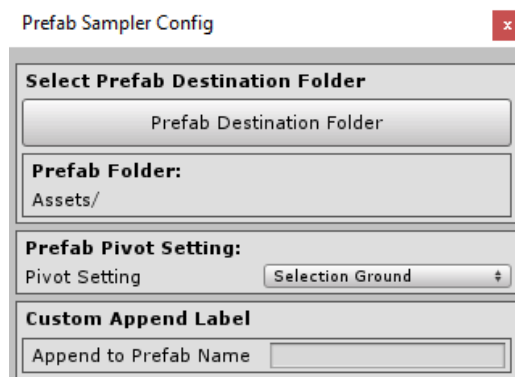 Prefab Sampler Config
x
Select Prefab Destination Folder
Prefab Destination Folder
Prefab Folder:
Assets/
Prefab Pivot Setting:
Pivot Setting Selection Ground
Custom Append Label
Append to Prefab Name